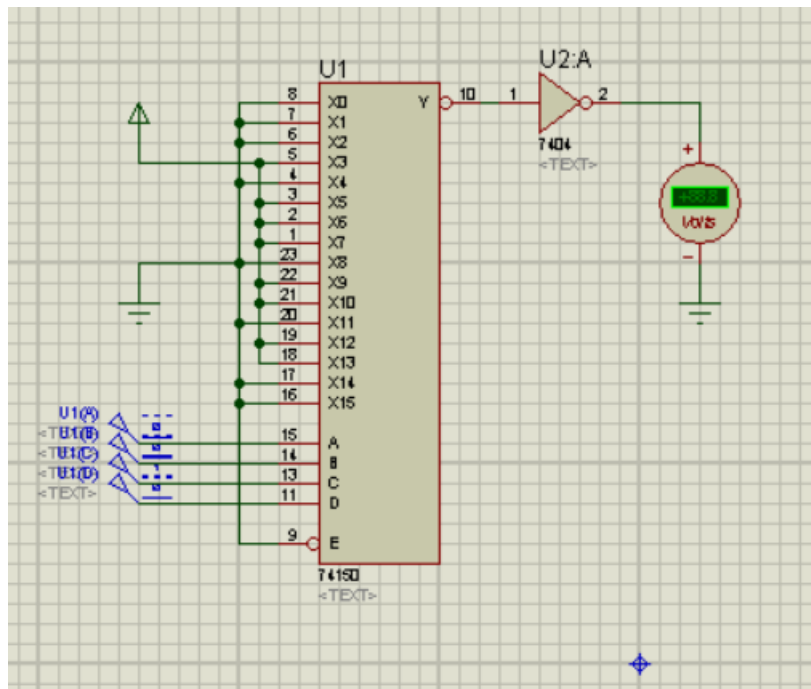 U1
8 X0 Y 10
7 X1
6 X2
5 X3
4 X4
3 X5
2 X6
1 X7
23 X8
22 X9
21 X10
20 X11
19 X12
18 X13
17 X14
16 X15
15 A
14 B
13 C
11 D
9 E
74150
<TEXT>
U2:A
1 2
7404
<TEXT>
+
+88.8
Volts
-
U1(A)
U1(B)
U1(C)
U1(D)
<TEXT>